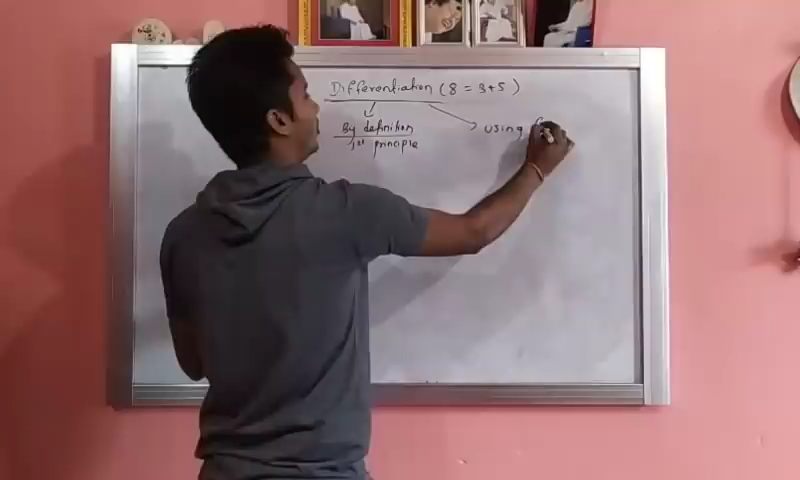 Differentiation (8 = 3+5)
By definition
1st principle
using